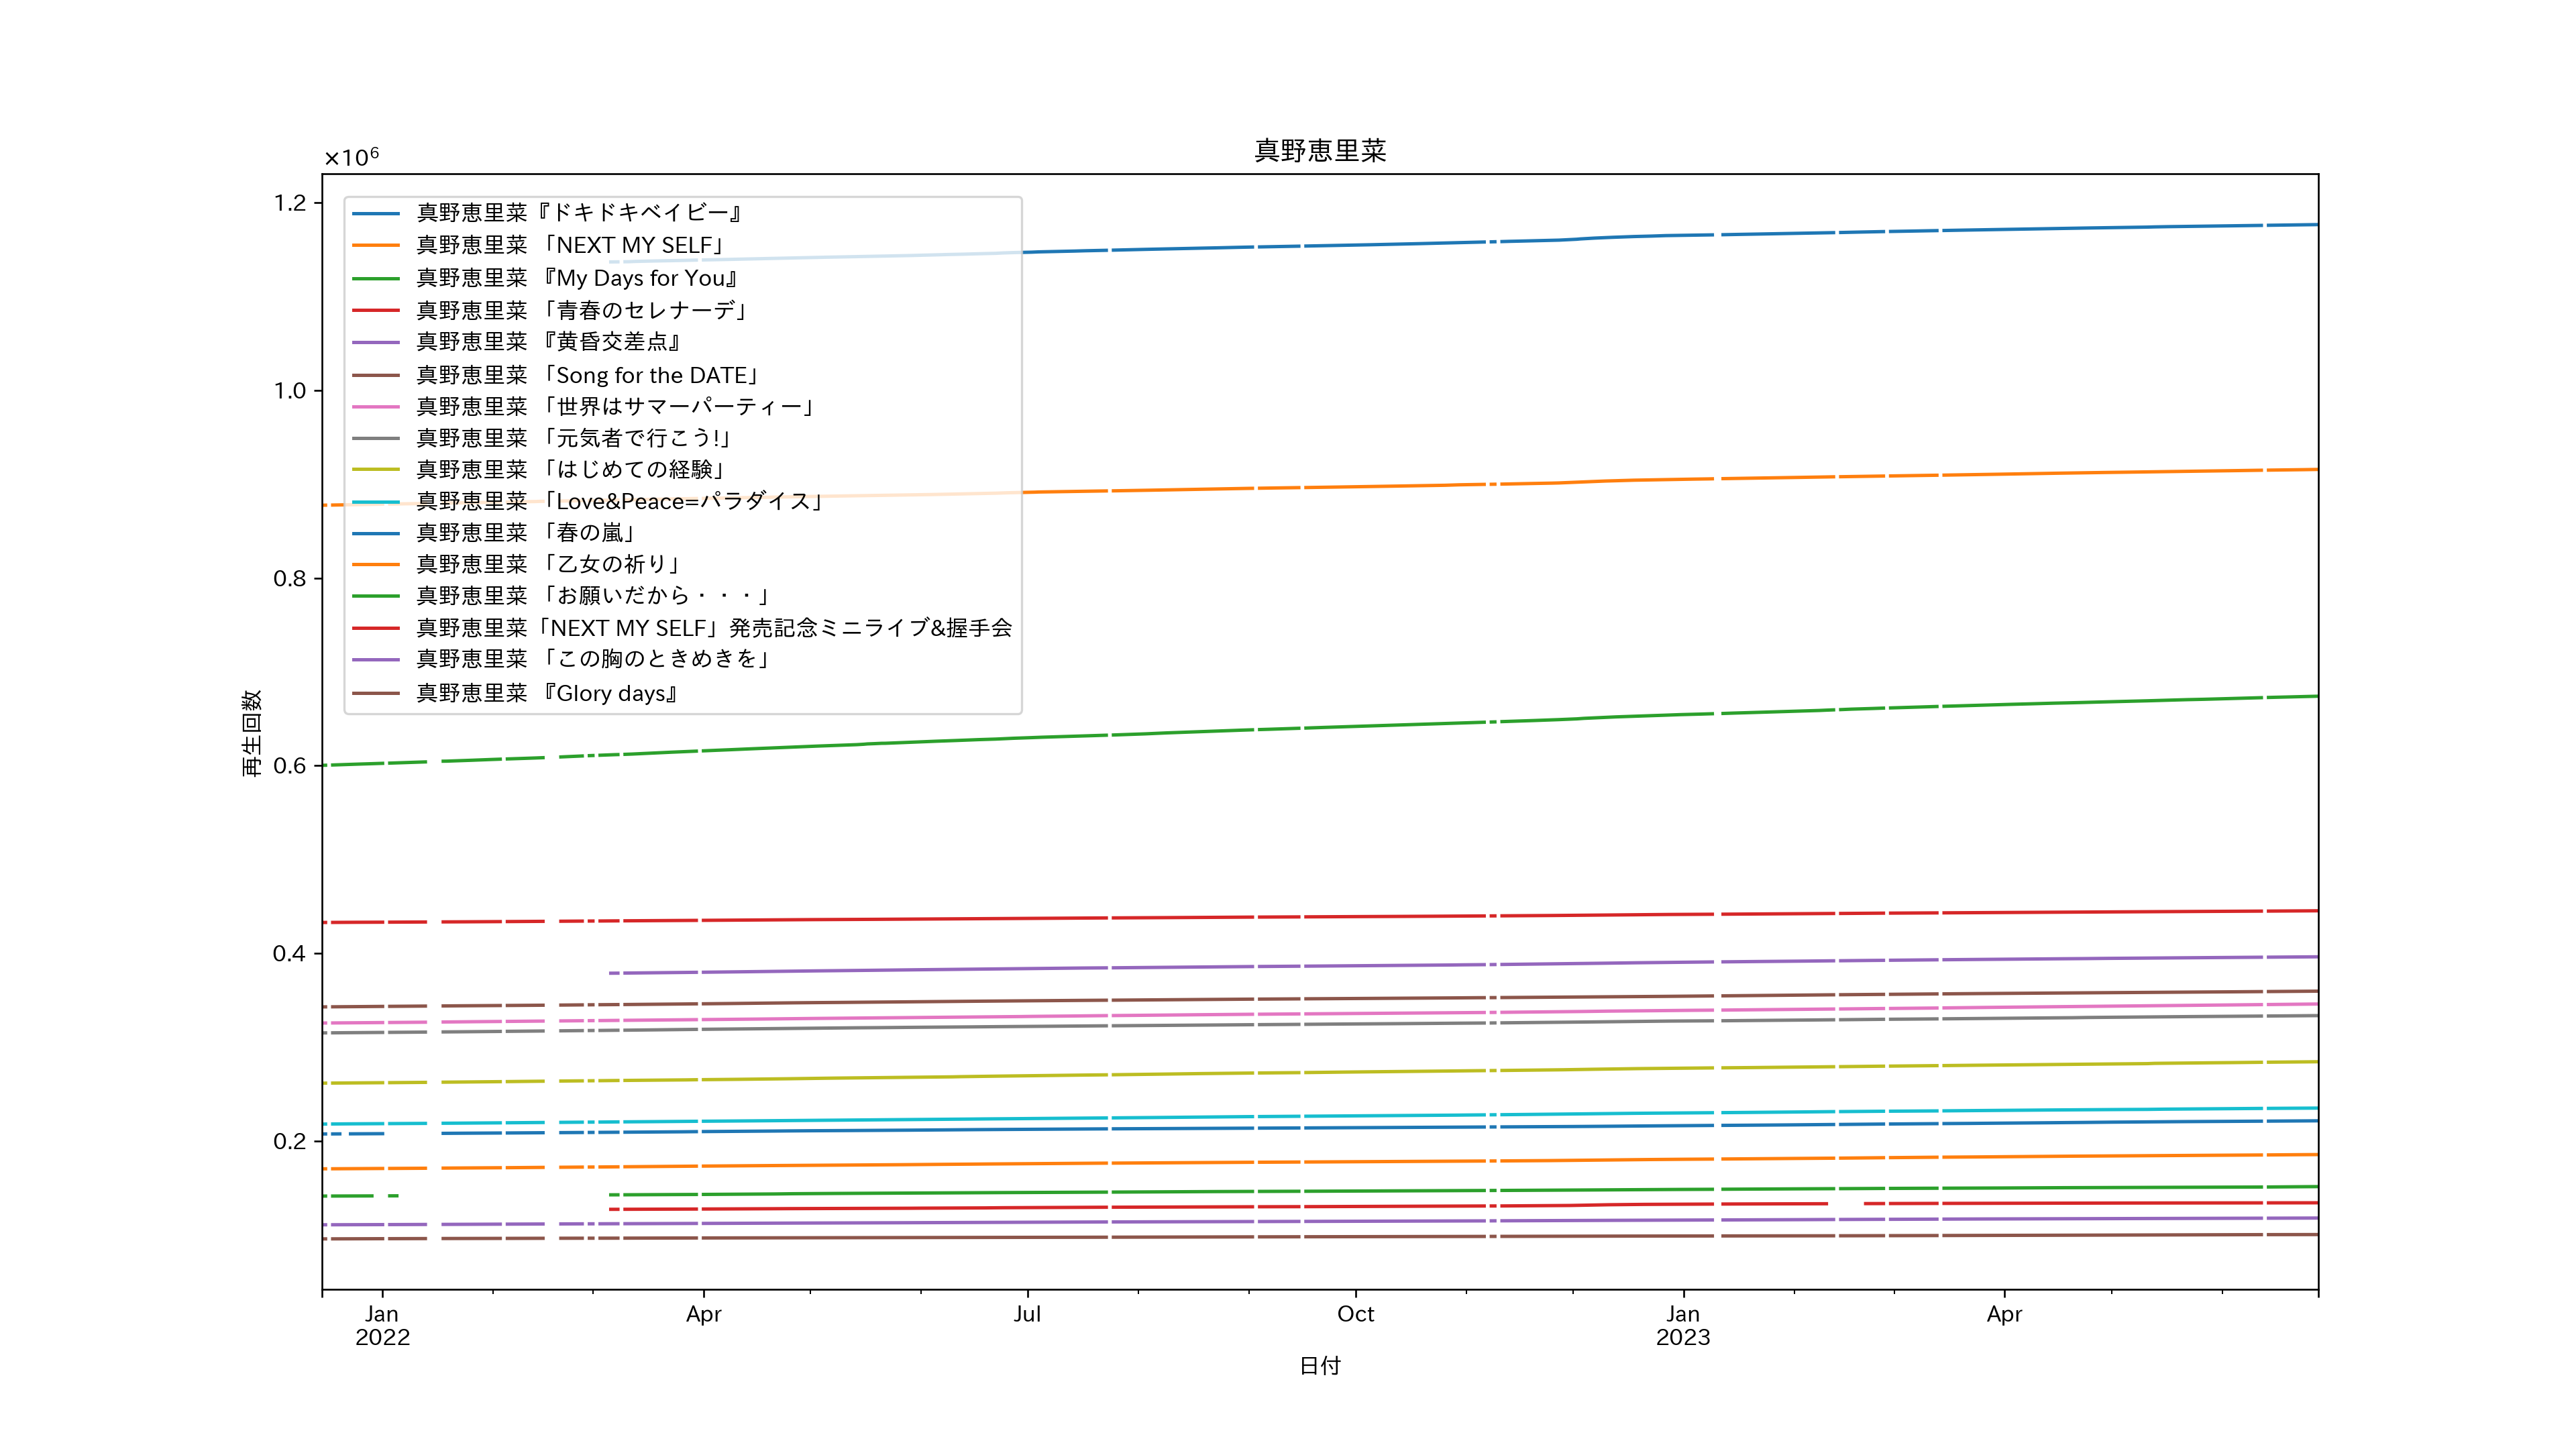 真野恵里菜
×10⁶
1.2
1.0
0.8
0.6
0.4
0.2
再生回数
真野恵里菜『ドキドキベイビー』
真野恵里菜 「NEXT MY SELF」
真野恵里菜 『My Days for You』
真野恵里菜 「青春のセレナーデ」
真野恵里菜 『黄昏交差点』
真野恵里菜 「Song for the DATE」
真野恵里菜 「世界はサマーパーティー」
真野恵里菜 「元気者で行こう!」
真野恵里菜 「はじめての経験」
真野恵里菜 「Love&Peace=パラダイス」
真野恵里菜 「春の嵐」
真野恵里菜 「乙女の祈り」
真野恵里菜 「お願いだから・・・」
真野恵里菜「NEXT MY SELF」発売記念ミニライブ&握手会
真野恵里菜 「この胸のときめきを」
真野恵里菜 『Glory days』
Jan Apr Jul Oct Jan Apr
2022 2023
日付